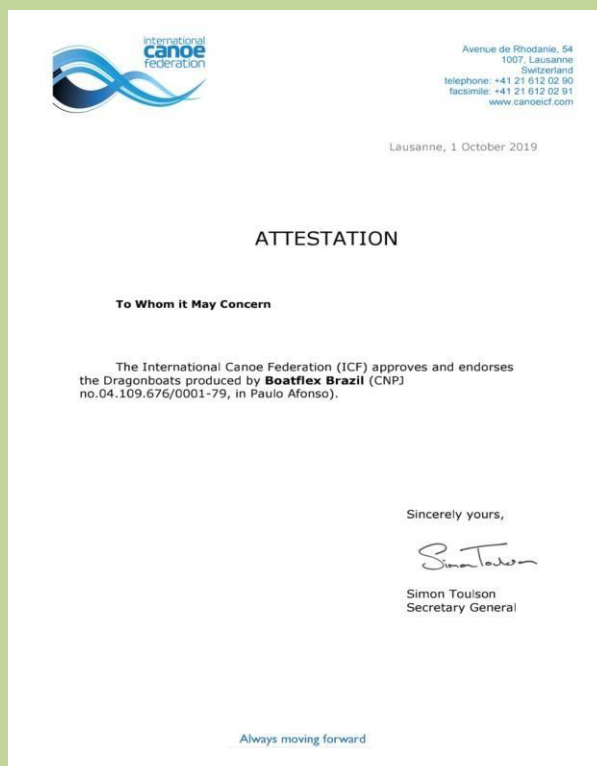 international
canoe
federation
Avenue de Rhodanie, 54
1007, Lausanne
Switzerland
telephone: +41 21 612 02 90
facsimile: +41 21 612 02 91
www.canoeicf.com
Lausanne, 1 October 2019
ATTESTATION
To Whom it May Concern
The International Canoe Federation (ICF) approves and endorses
the Dragonboats produced by Boatflex Brazil (CNPJ
no.04.109.676/0001-79, in Paulo Afonso).
Sincerely yours,
Simon Toulson
Simon Toulson
Secretary General
Always moving forward